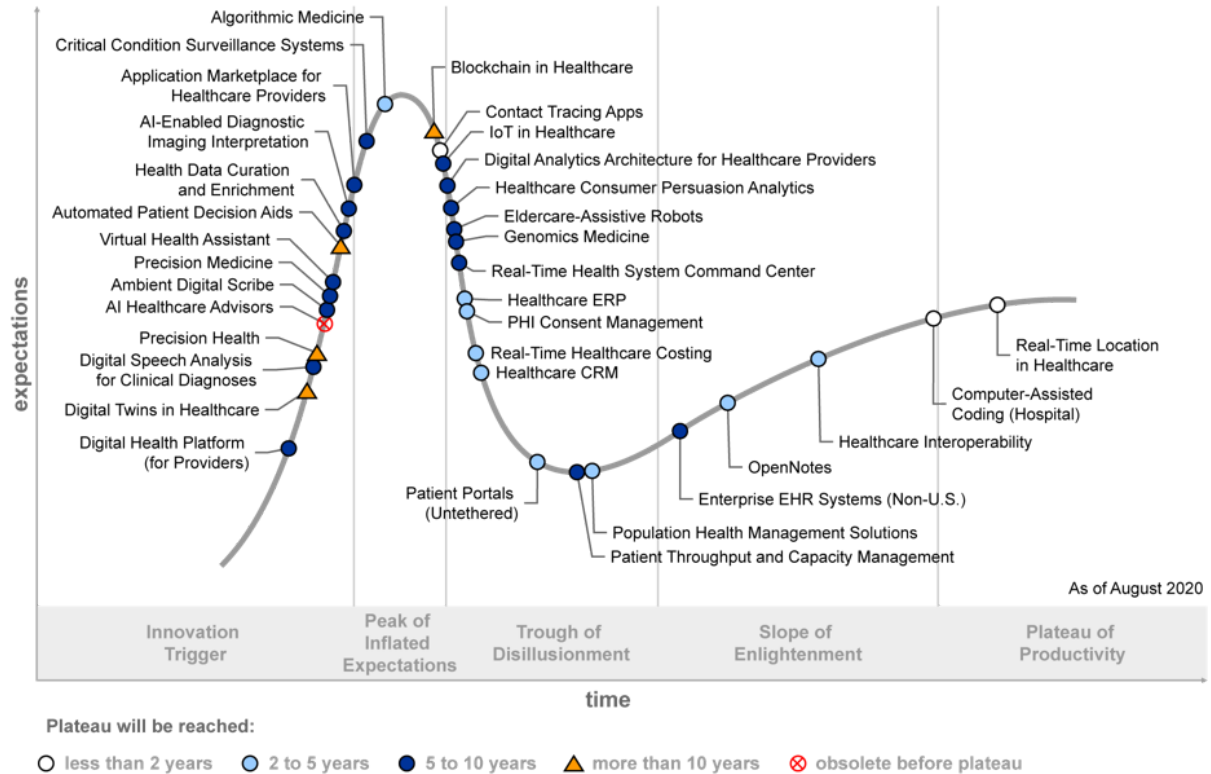 Algorithmic Medicine
Critical Condition Surveillance Systems
Application Marketplace for
Healthcare Providers
AI-Enabled Diagnostic
Imaging Interpretation
Health Data Curation
and Enrichment
Automated Patient Decision Aids
Virtual Health Assistant
Precision Medicine
Ambient Digital Scribe
AI Healthcare Advisors
Precision Health
Digital Speech Analysis
for Clinical Diagnoses
Digital Twins in Healthcare
Digital Health Platform
(for Providers)
Blockchain in Healthcare
Contact Tracing Apps
IoT in Healthcare
Digital Analytics Architecture for Healthcare Providers
Healthcare Consumer Persuasion Analytics
Eldercare-Assistive Robots
Genomics Medicine
Real-Time Health System Command Center
Healthcare ERP
PHI Consent Management
Real-Time Healthcare Costing
Healthcare CRM
Patient Portals
(Untethered)
Population Health Management Solutions
Patient Throughput and Capacity Management
Enterprise EHR Systems (Non-U.S.)
OpenNotes
Healthcare Interoperability
Computer-Assisted
Coding (Hospital)
Real-Time Location
in Healthcare
As of August 2020
expectations
Innovation
Trigger
Peak of
Inflated
Expectations
Trough of
Disillusionment
Slope of
Enlightenment
Plateau of
Productivity
time
Plateau will be reached:
less than 2 years
2 to 5 years
5 to 10 years
more than 10 years
obsolete before plateau